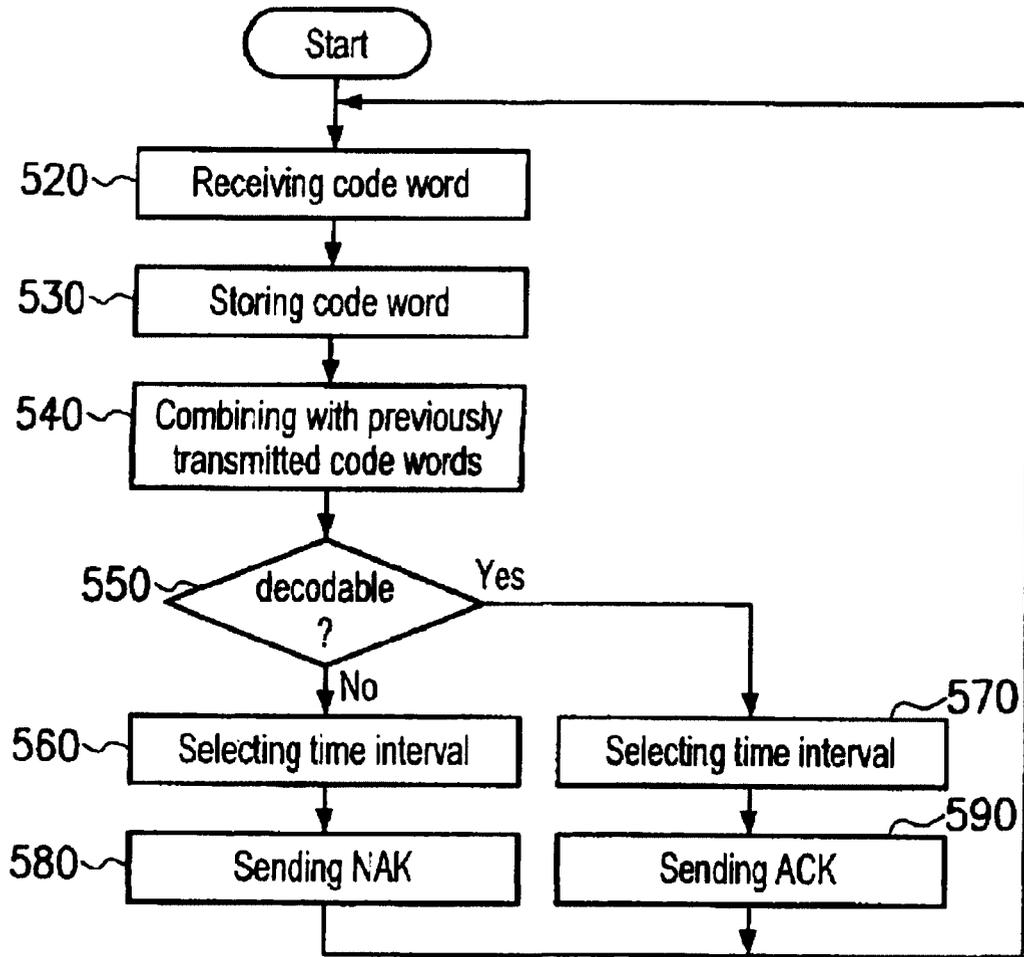 Start
520
Receiving code word
530
Storing code word
540
Combining with previously
transmitted code words
550
decodable
?
Yes
No
560
Selecting time interval
570
Selecting time interval
580
Sending NAK
590
Sending ACK